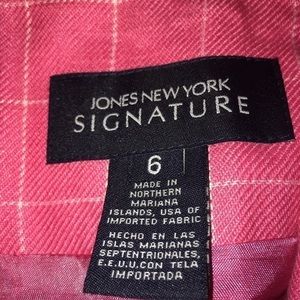 JONES NEW YORK
SIGNATURE
6
MADE IN
NORTHERN
MARIANA
ISLANDS, USA OF
IMPORTED FABRIC
HECHO EN LAS
ISLAS MARIANAS
SEPTENTRIONALES,
E.E.U.U. CON TELA
IMPORTADA